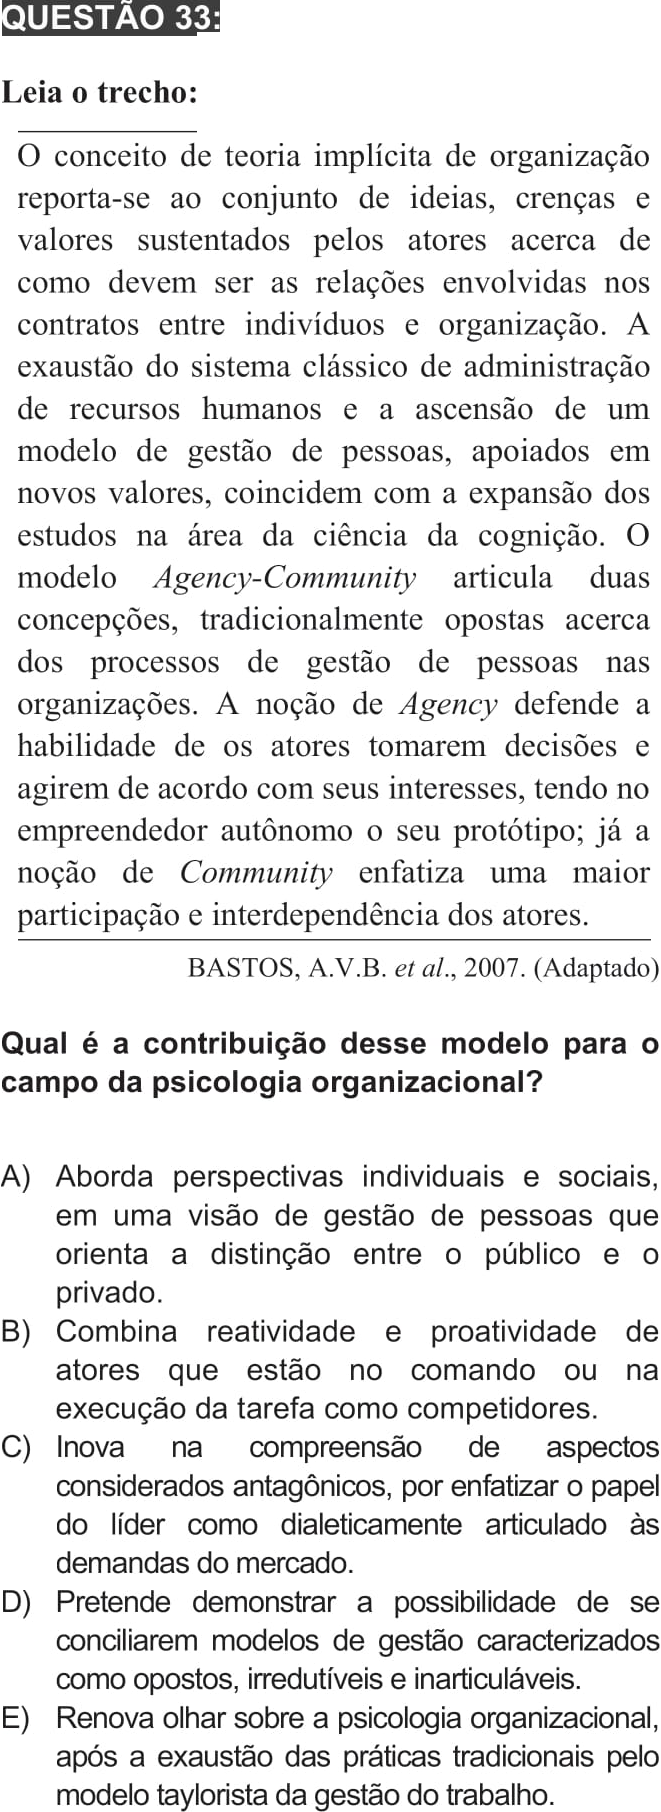 QUESTÃO 33:
Leia o trecho:
O conceito de teoria implícita de organização
reporta-se ao conjunto de ideias, crenças e
valores sustentados pelos atores acerca de
como devem ser as relações envolvidas nos
contratos entre indivíduos e organização. A
exaustão do sistema clássico de administração
de recursos humanos e a ascensão de um
modelo de gestão de pessoas, apoiados em
novos valores, coincidem com a expansão dos
estudos na área da ciência da cognição. O
modelo Agency-Community articula duas
concepções, tradicionalmente opostas acerca
dos processos de gestão de pessoas nas
organizações. A noção de Agency defende a
habilidade de os atores tomarem decisões e
agirem de acordo com seus interesses, tendo no
empreendedor autônomo o seu protótipo; já a
noção de Community enfatiza uma maior
participação e interdependência dos atores.
BASTOS, A.V.B. et al., 2007. (Adaptado)
Qual é a contribuição desse modelo para o
campo da psicologia organizacional?
A) Aborda perspectivas individuais e sociais,
em uma visão de gestão de pessoas que
orienta a distinção entre o público e o
privado.
B) Combina reatividade e proatividade de
atores que estão no comando ou na
execução da tarefa como competidores.
C) Inova na compreensão de aspectos
considerados antagônicos, por enfatizar o papel
do líder como dialeticamente articulado às
demandas do mercado.
D) Pretende demonstrar a possibilidade de se
conciliarem modelos de gestão caracterizados
como opostos, irredutíveis e inarticuláveis.
E) Renova olhar sobre a psicologia organizacional,
após a exaustão das práticas tradicionais pelo
modelo taylorista da gestão do trabalho.